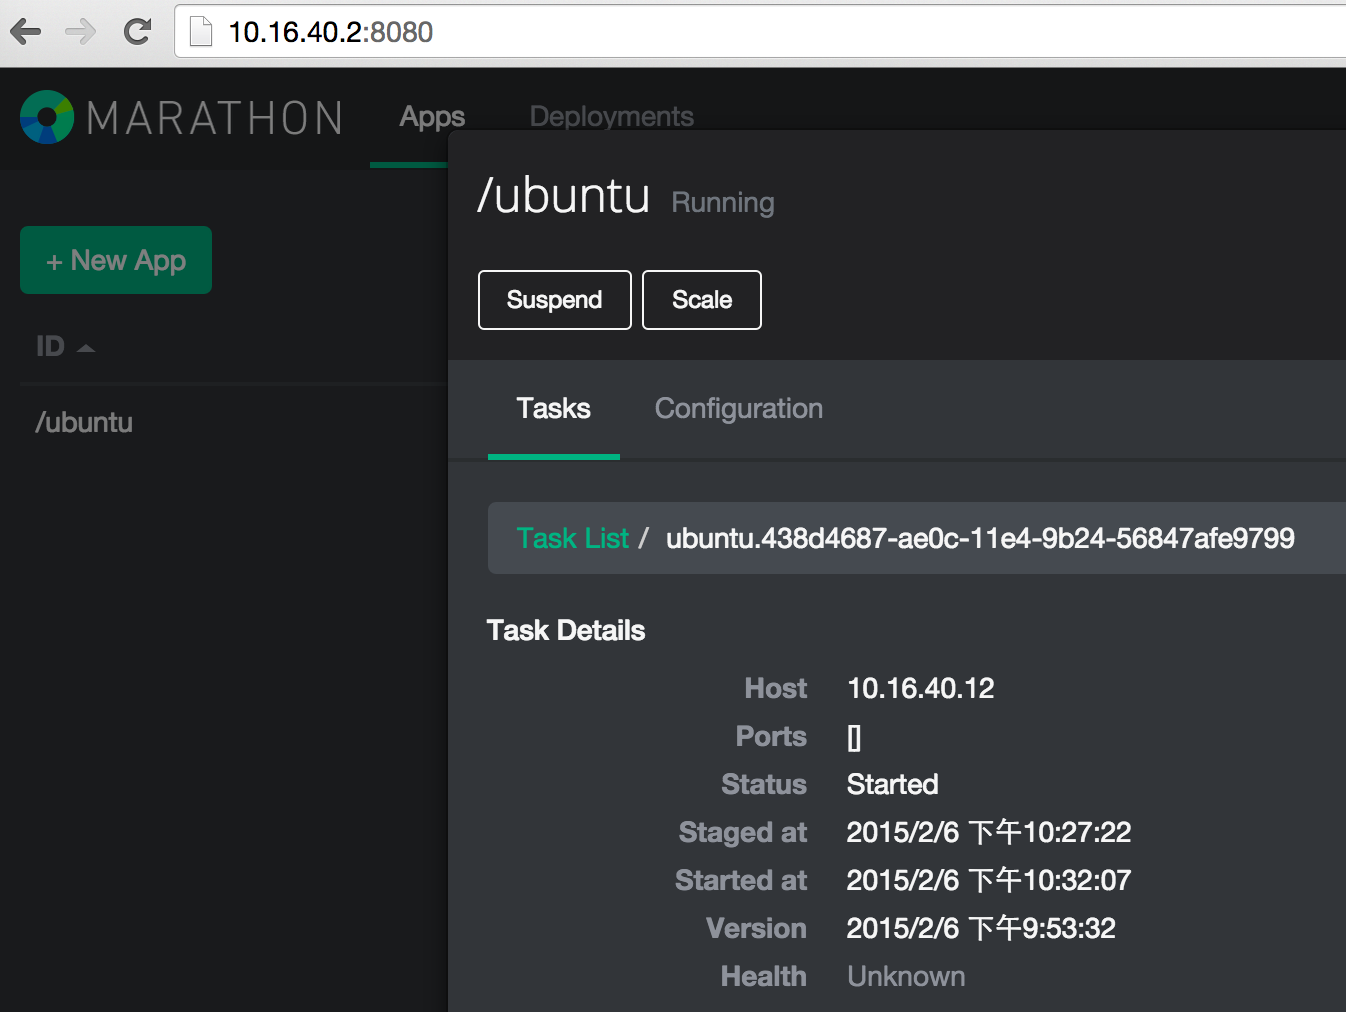 10.16.40.2:8080
MARATHON Apps Deployments
/ubuntu Running
+ New App
Suspend Scale
ID
Tasks Configuration
/ubuntu
Task List / ubuntu.438d4687-ae0c-11e4-9b24-56847afe9799
Task Details
Host 10.16.40.12
Ports []
Status Started
Staged at 2015/2/6 下午10:27:22
Started at 2015/2/6 下午10:32:07
Version 2015/2/6 下午9:53:32
Health Unknown